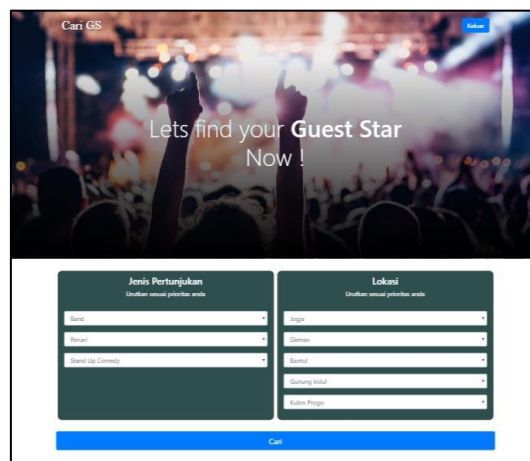 Cari GS
Keluar
Lets find your Guest Star
Now !
Jenis Pertunjukan
Urutkan sesuai prioritas anda
Band
Penari
Stand Up Comedy
Lokasi
Urutkan sesuai prioritas anda
Jogja
Sleman
Bantul
Gunung kidul
Kulon Progo
Cari